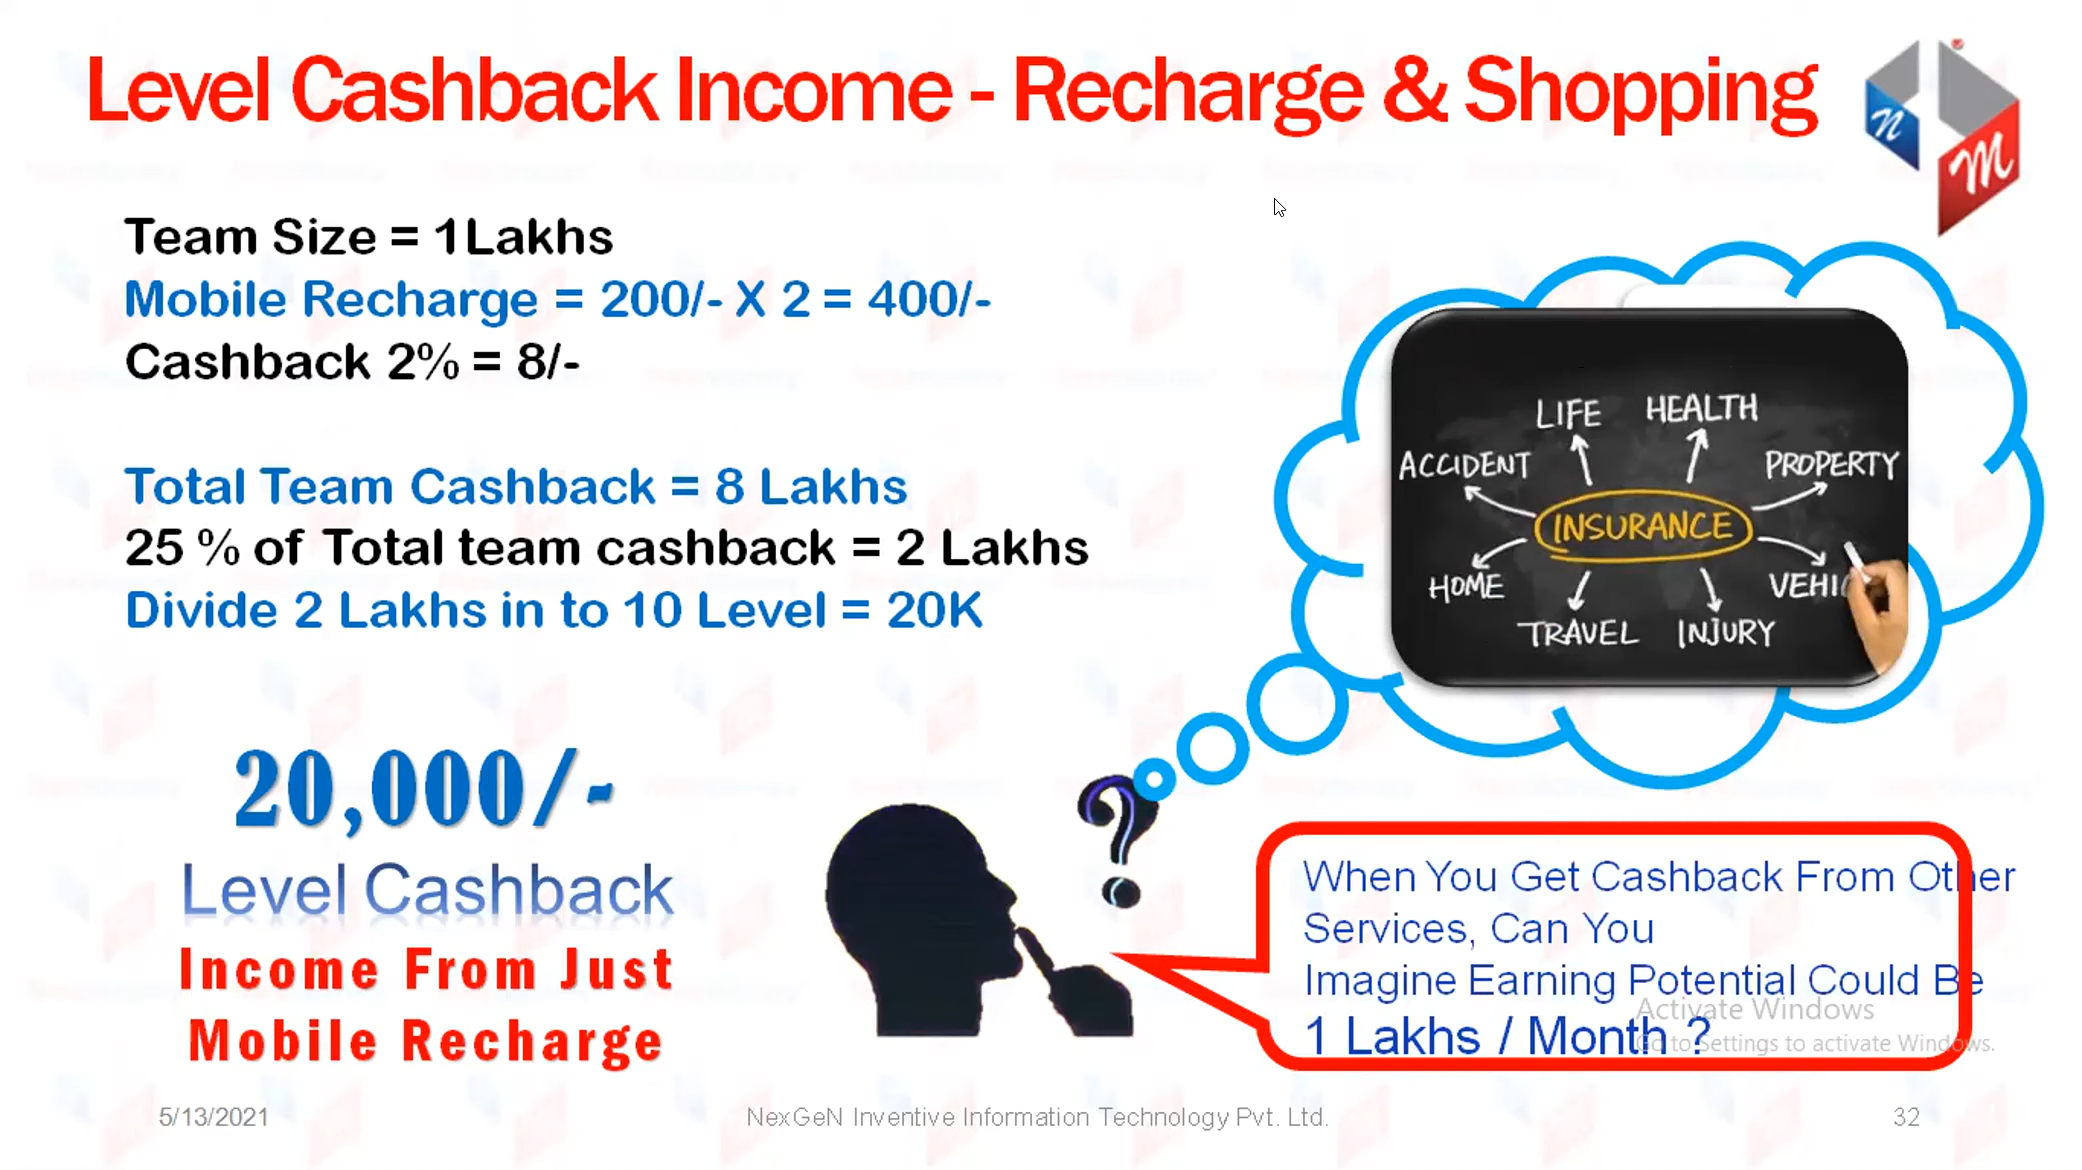 Level Cashback Income - Recharge & Shopping
n
m
Team Size = 1Lakhs
Mobile Recharge = 200/- X 2 = 400/-
Cashback 2% = 8/-
Total Team Cashback = 8 Lakhs
25 % of Total team cashback = 2 Lakhs
Divide 2 Lakhs in to 10 Level = 20K
LIFE HEALTH
ACCIDENT PROPERTY
INSURANCE
HOME VEHIC
TRAVEL INJURY
20,000/-
Level Cashback
Income From Just
Mobile Recharge
?
When You Get Cashback From Other
Services, Can You
Imagine Earning Potential Could Be
1 Lakhs / Month ?
Activate Windows
Go to Settings to activate Windows.
5/13/2021
NexGeN Inventive Information Technology Pvt. Ltd.
32